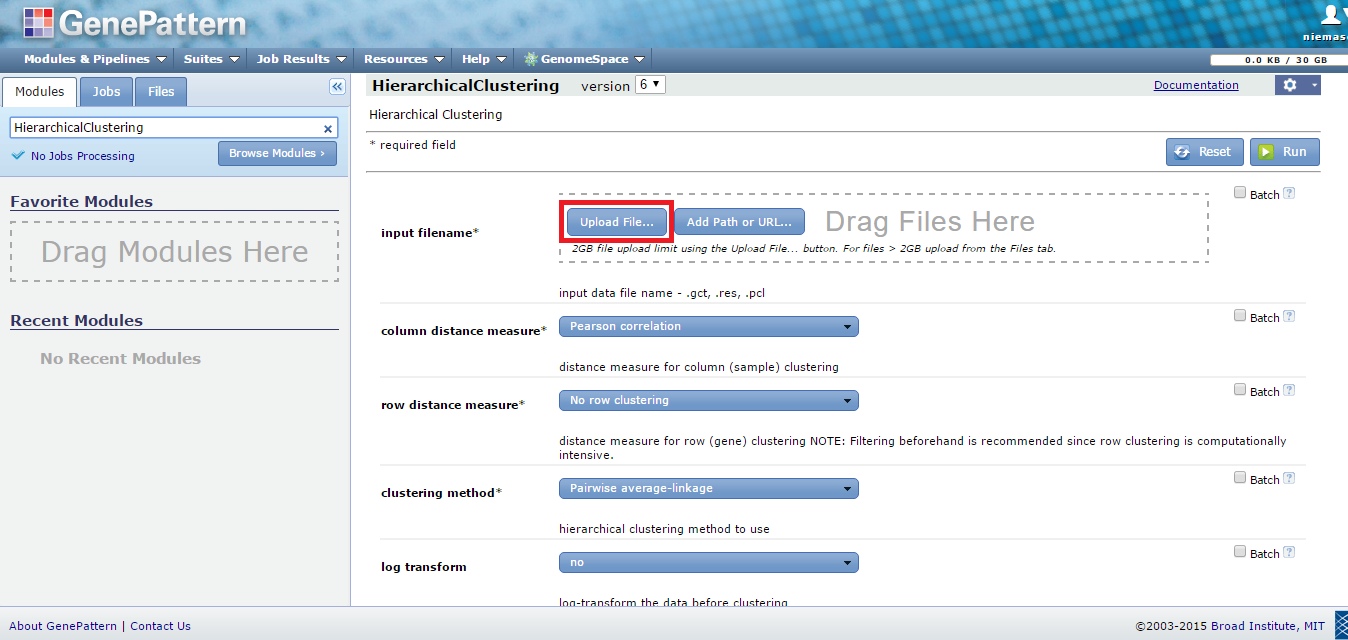 GenePattern
niemas
Modules & Pipelines Suites Job Results Resources Help GenomeSpace
0.0 KB / 30 GB
Modules Jobs Files
HierarchicalClustering
No Jobs Processing
Browse Modules ›
Favorite Modules
Drag Modules Here
Recent Modules
No Recent Modules
HierarchicalClustering version 6
Documentation
Hierarchical Clustering
* required field
Reset Run
Batch ?
input filename*
Upload File... Add Path or URL... Drag Files Here
2GB file upload limit using the Upload File... button. For files > 2GB upload from the Files tab.
input data file name - .gct, .res, .pcl
Batch ?
column distance measure* Pearson correlation
distance measure for column (sample) clustering
Batch ?
row distance measure* No row clustering
distance measure for row (gene) clustering NOTE: Filtering beforehand is recommended since row clustering is computationally
intensive.
Batch ?
clustering method* Pairwise average-linkage
hierarchical clustering method to use
Batch ?
log transform no
log-transform the data before clustering
About GenePattern | Contact Us
©2003-2015 Broad Institute, MIT